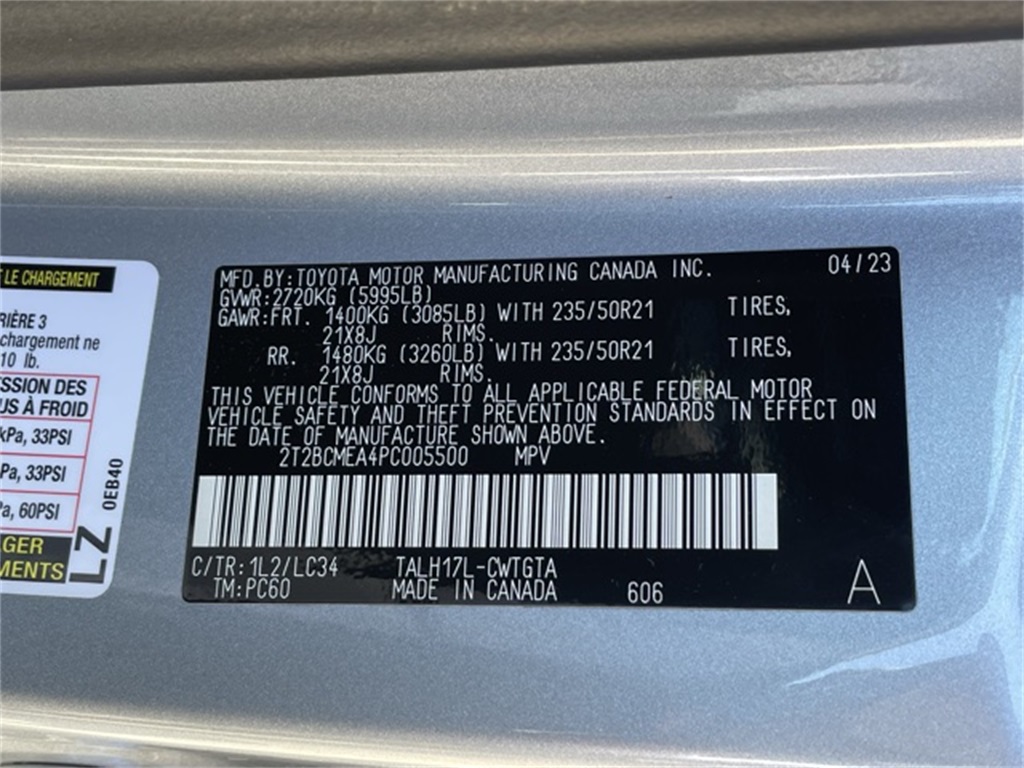 T LE CHARGEMENT
RIÈRE 3
chargement ne
10 lb.
ESSION DES
US À FROID
kPa, 33PSI
Pa, 33PSI
Pa, 60PSI
GER
EMENTS
LZ 0EB40
MFD.BY:TOYOTA MOTOR MANUFACTURING CANADA INC. 04/23
GVWR:2720KG (5995LB)
GAWR:FRT. 1400KG (3085LB) WITH 235/50R21 TIRES,
21X8J RIMS.
RR. 1480KG (3260LB) WITH 235/50R21 TIRES,
21X8J RIMS.
THIS VEHICLE CONFORMS TO ALL APPLICABLE FEDERAL MOTOR
VEHICLE SAFETY AND THEFT PREVENTION STANDARDS IN EFFECT ON
THE DATE OF MANUFACTURE SHOWN ABOVE.
2T2BCMEA4PC005500 MPV
C/TR:1L2/LC34 TALH17L-CWTGTA
TM:PC60 MADE IN CANADA 606 A